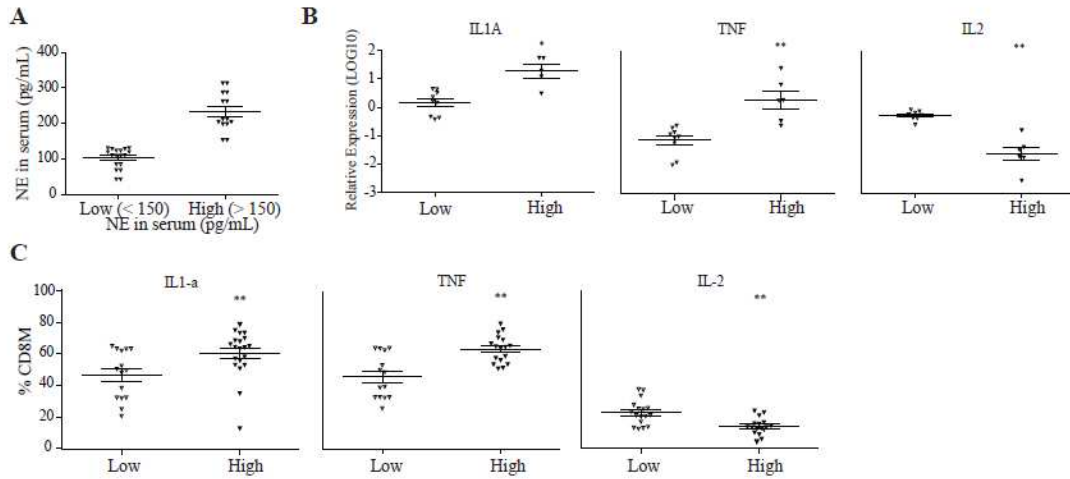 A
NE in serum (pg/mL)
400
300
200
100
0
Low (< 150) High (> 150)
NE in serum (pg/mL)
B
Relative Expression (LOG10)
2
1
0
-1
-2
-3
IL1A
*
Low High
TNF
**
Low High
IL2
**
Low High
C
% CD8M
100
80
60
40
20
0
IL1-a
**
Low High
TNF
**
Low High
IL-2
**
Low High